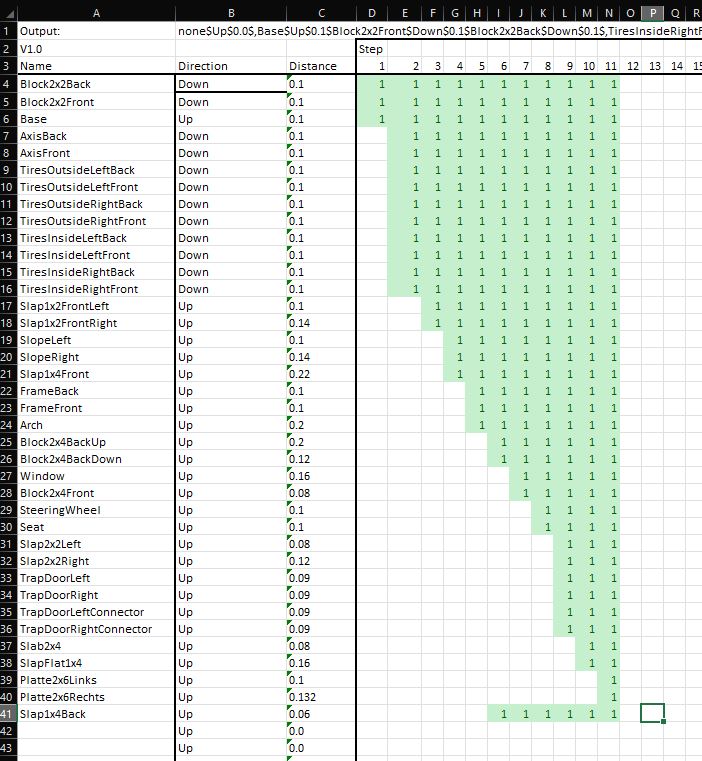 A B C D E F G H I J K L M N O P Q R
1 Output: none$Up$0.0$,Base$Up$0.1$Block2x2Front$Down$0.1$Block2x2Back$Down$0.1$,TiresInsideRightF
2 V1.0 Step
3 Name Direction Distance 1 2 3 4 5 6 7 8 9 10 11 12 13 14 15
4 Block2x2Back Down 0.1 1 1 1 1 1 1 1 1 1 1 1
5 Block2x2Front Down 0.1 1 1 1 1 1 1 1 1 1 1 1
6 Base Up 0.1 1 1 1 1 1 1 1 1 1 1 1
7 AxisBack Down 0.1 1 1 1 1 1 1 1 1 1 1
8 AxisFront Down 0.1 1 1 1 1 1 1 1 1 1 1
9 TiresOutsideLeftBack Down 0.1 1 1 1 1 1 1 1 1 1 1
10 TiresOutsideLeftFront Down 0.1 1 1 1 1 1 1 1 1 1 1
11 TiresOutsideRightBack Down 0.1 1 1 1 1 1 1 1 1 1 1
12 TiresOutsideRightFront Down 0.1 1 1 1 1 1 1 1 1 1 1
13 TiresInsideLeftBack Down 0.1 1 1 1 1 1 1 1 1 1 1
14 TiresInsideLeftFront Down 0.1 1 1 1 1 1 1 1 1 1 1
15 TiresInsideRightBack Down 0.1 1 1 1 1 1 1 1 1 1 1
16 TiresInsideRightFront Down 0.1 1 1 1 1 1 1 1 1 1 1
17 Slap1x2FrontLeft Up 0.1 1 1 1 1 1 1 1 1 1
18 Slap1x2FrontRight Up 0.14 1 1 1 1 1 1 1 1 1
19 SlopeLeft Up 0.1 1 1 1 1 1 1 1 1
20 SlopeRight Up 0.14 1 1 1 1 1 1 1 1
21 Slap1x4Front Up 0.22 1 1 1 1 1 1 1 1
22 FrameBack Up 0.1 1 1 1 1 1 1 1
23 FrameFront Up 0.1 1 1 1 1 1 1 1
24 Arch Up 0.2 1 1 1 1 1 1 1
25 Block2x4BackUp Up 0.2 1 1 1 1 1 1
26 Block2x4BackDown Up 0.12 1 1 1 1 1 1
27 Window Up 0.16 1 1 1 1 1
28 Block2x4Front Up 0.08 1 1 1 1 1
29 SteeringWheel Up 0.1 1 1 1 1
30 Seat Up 0.1 1 1 1 1
31 Slap2x2Left Up 0.08 1 1 1
32 Slap2x2Right Up 0.12 1 1 1
33 TrapDoorLeft Up 0.09 1 1 1
34 TrapDoorRight Up 0.09 1 1 1
35 TrapDoorLeftConnector Up 0.09 1 1 1
36 TrapDoorRightConnector Up 0.09 1 1 1
37 Slab2x4 Up 0.08 1 1
38 SlapFlat1x4 Up 0.16 1 1
39 Platte2x6Links Up 0.1 1
40 Platte2x6Rechts Up 0.132 1
41 Slap1x4Back Up 0.06 1 1 1 1 1 1
42 Up 0.0
43 Up 0.0